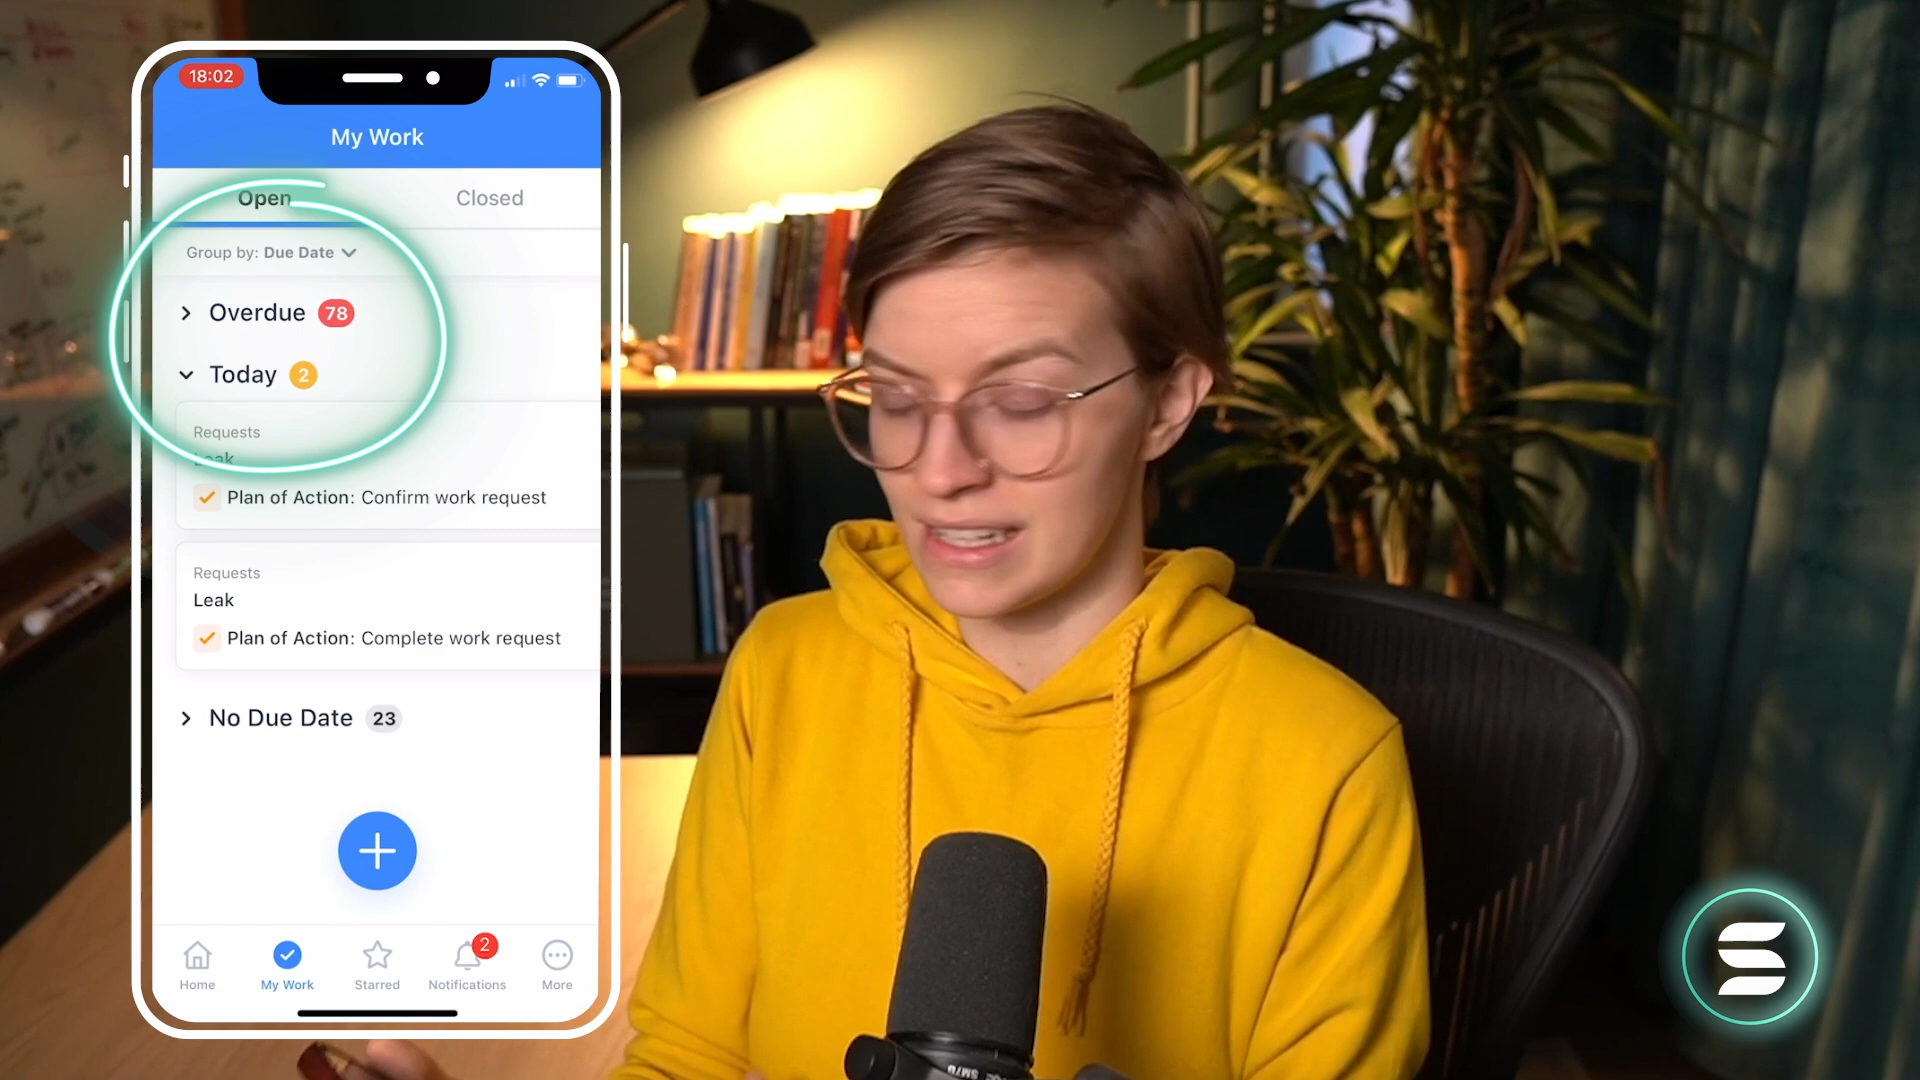 18:02
My Work
Open
Closed
Group by: Due Date
Overdue 78
Today 2
Requests
Leak
Plan of Action: Confirm work request
Requests
Leak
Plan of Action: Complete work request
No Due Date 23
2
Home
My Work
Starred
Notifications
More
SM7B